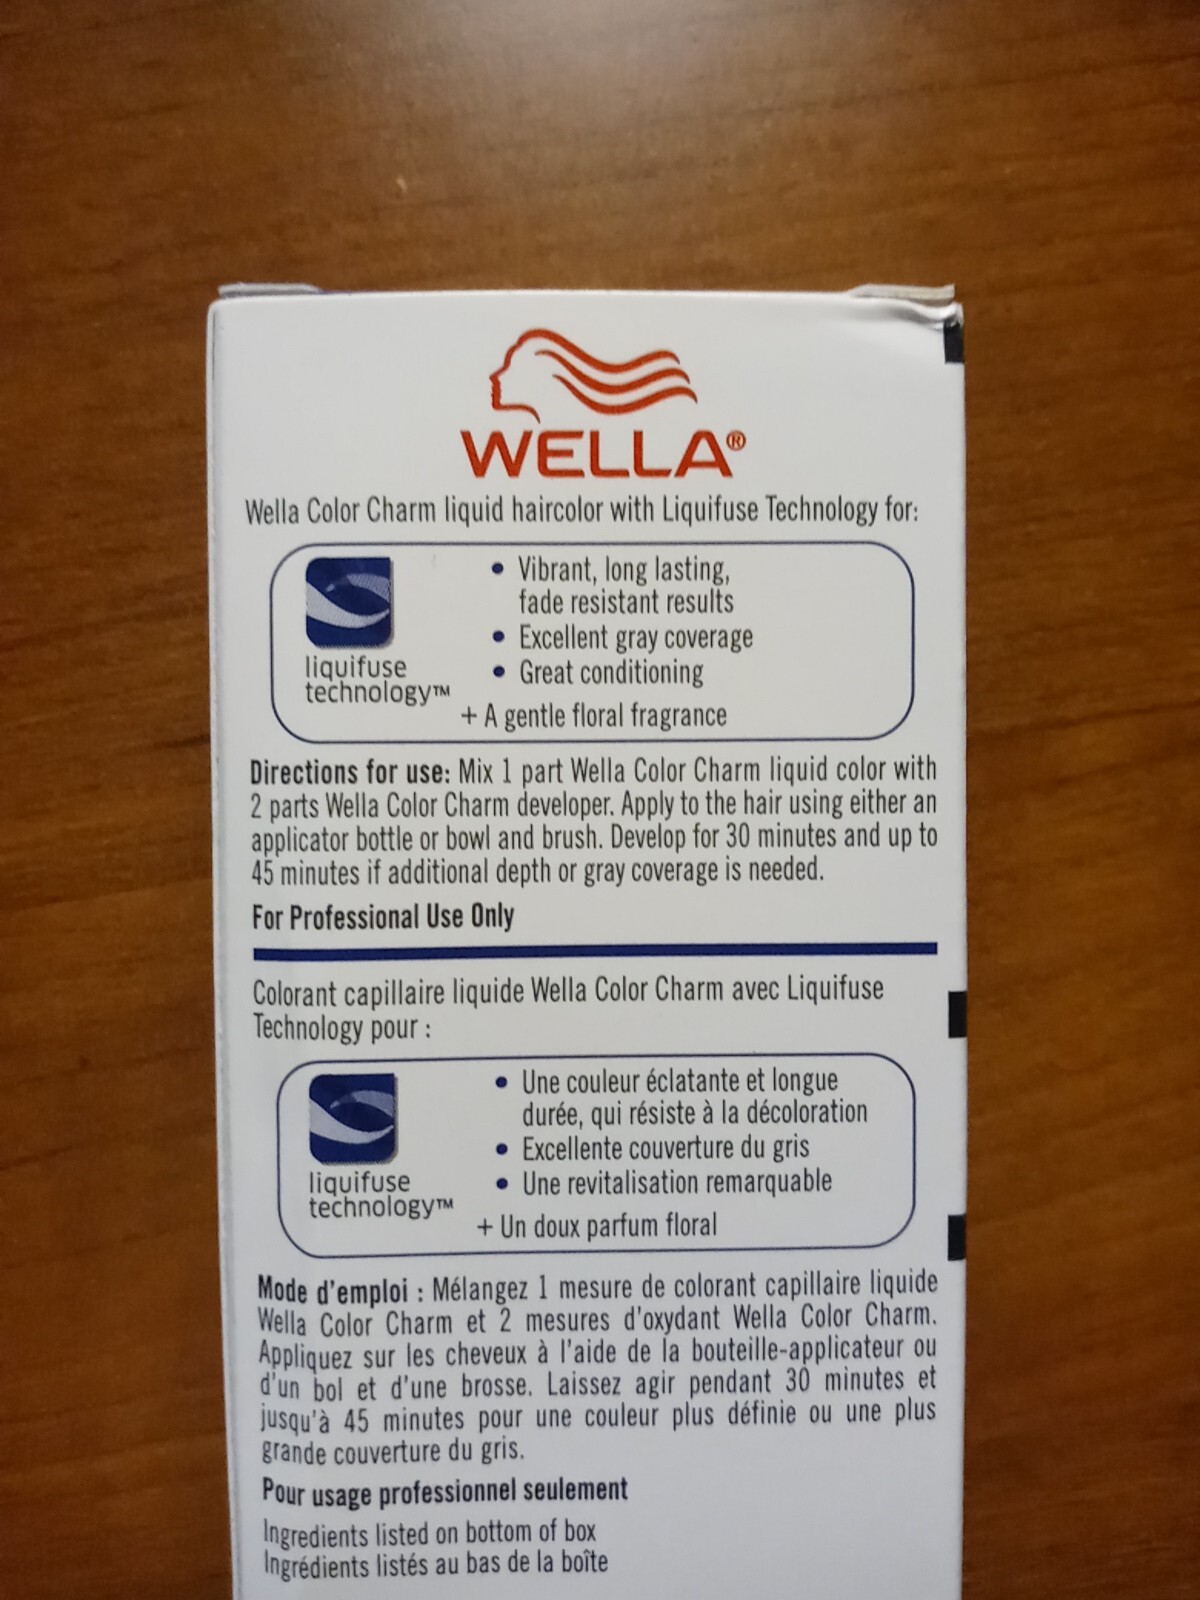 WELLA®
Wella Color Charm liquid haircolor with Liquifuse Technology for:
liquifuse
technology™
• Vibrant, long lasting,
fade resistant results
• Excellent gray coverage
• Great conditioning
+ A gentle floral fragrance
Directions for use: Mix 1 part Wella Color Charm liquid color with
2 parts Wella Color Charm developer. Apply to the hair using either an
applicator bottle or bowl and brush. Develop for 30 minutes and up to
45 minutes if additional depth or gray coverage is needed.
For Professional Use Only
Colorant capillaire liquide Wella Color Charm avec Liquifuse
Technology pour :
liquifuse
technology™
• Une couleur éclatante et longue
durée, qui résiste à la décoloration
• Excellente couverture du gris
• Une revitalisation remarquable
+ Un doux parfum floral
Mode d'emploi : Mélangez 1 mesure de colorant capillaire liquide
Wella Color Charm et 2 mesures d'oxydant Wella Color Charm.
Appliquez sur les cheveux à l'aide de la bouteille-applicateur ou
d'un bol et d'une brosse. Laissez agir pendant 30 minutes et
jusqu'à 45 minutes pour une couleur plus définie ou une plus
grande couverture du gris.
Pour usage professionnel seulement
Ingredients listed on bottom of box
Ingrédients listés au bas de la boîte